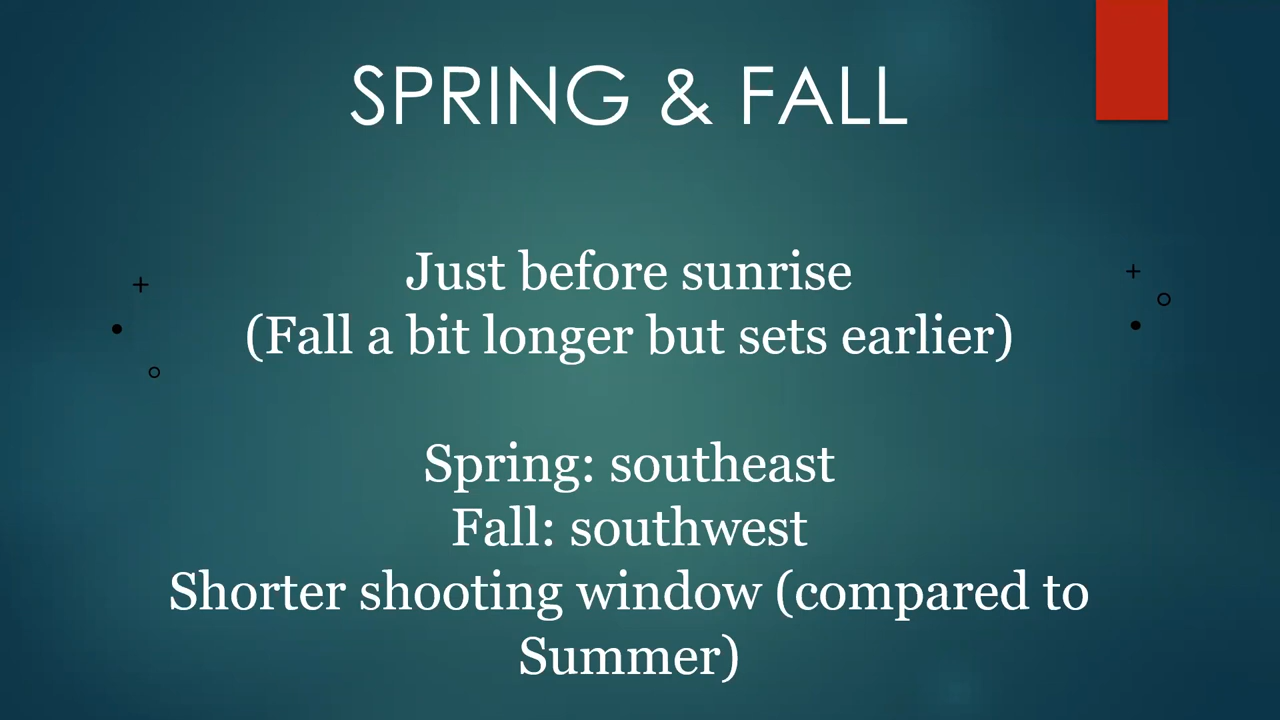 SPRING & FALL
Just before sunrise
(Fall a bit longer but sets earlier)
Spring: southeast
Fall: southwest
Shorter shooting window (compared to
Summer)